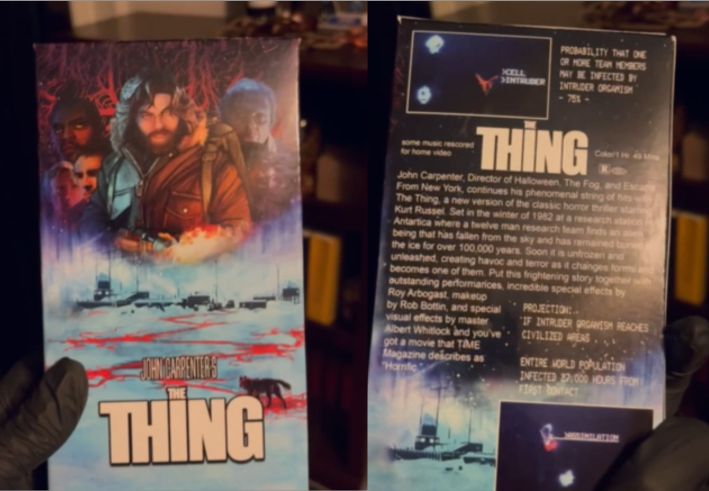 JOHN CARPENTER'S
THE
THING
>CELL
>INTRUDER
PROBABILITY THAT ONE
OR MORE TEAM MEMBERS
MAY BE INFECTED BY
INTRUDER ORGANISM
- 75% -
some music rescored
for home video
THE
THING
Color/1 Hr. 49 Mins
R
John Carpenter, Director of Halloween, The Fog, and Escape
From New York, continues his phenomenal string of hits with
The Thing, a new version of the classic horror thriller starring
Kurt Russel. Set in the winter of 1982 at a research station in
Antartica where a twelve man research team finds an alien
being that has fallen from the sky and has remained buried in
the ice for over 100,000 years. Soon it is unfrozen and
unleashed, creating havoc and terror as it changes forms and
becomes one of them. Put this frightening story together with
outstanding performances, incredible special effects by
Roy Arbogast, makeup
by Rob Bottin, and special
visual effects by master
Albert Whitlock and you've
got a movie that TIME
Magazine describes as
"Horrific."
PROJECTION:
IF INTRUDER ORGANISM REACHES
CIVILIZED AREAS
ENTIRE WORLD POPULATION
INFECTED 27,000 HOURS FROM
FIRST CONTACT
>ASSIMILATION